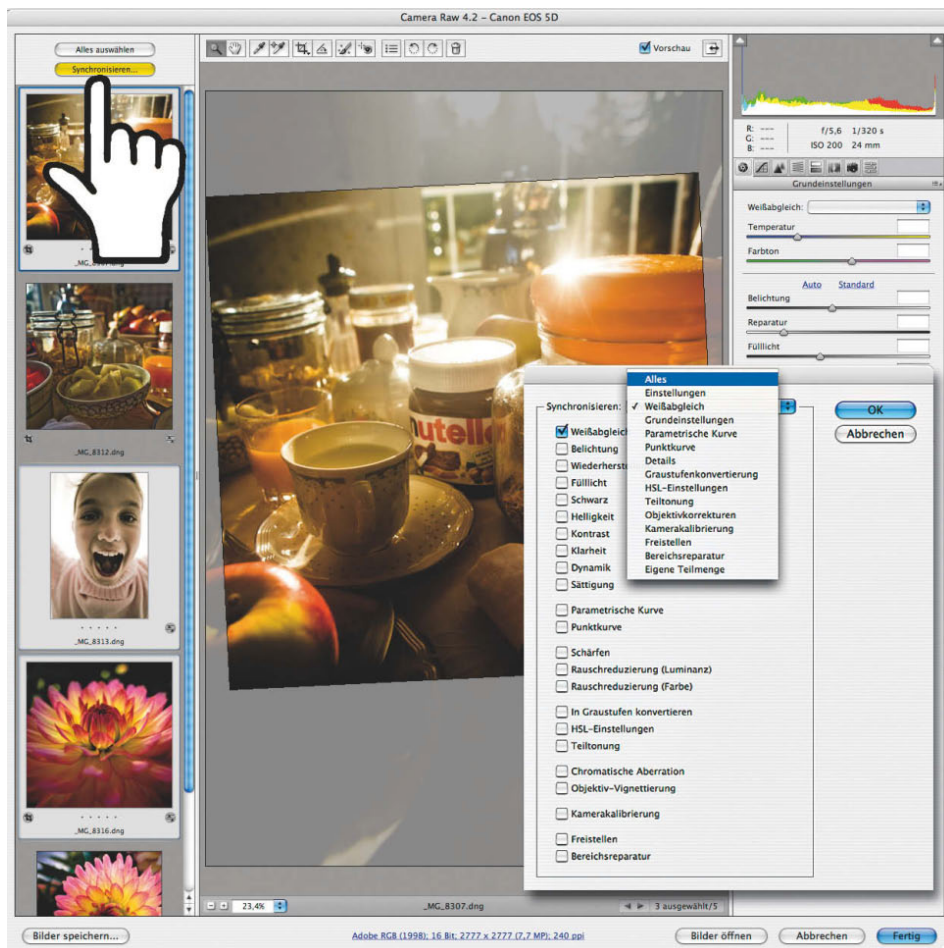 Camera Raw 4.2 – Canon EOS 5D
Alles auswählen
Synchronisieren...
Vorschau
R: ---
G: ---
B: ---
f/5,6 1/320 s
ISO 200 24 mm
Grundeinstellungen
Weißabgleich:
Temperatur
Farbton
Auto Standard
Belichtung
Reparatur
Fülllicht
nutella
_MG_8312.dng
_MG_8313.dng
_MG_8316.dng
Synchronisieren:
Alles
Einstellungen
Weißabgleich
Grundeinstellungen
Parametrische Kurve
Punktkurve
Details
Graustufenkonvertierung
HSL-Einstellungen
Teiltonung
Objektivkorrekturen
Kamerakalibrierung
Freistellen
Bereichsreparatur
Eigene Teilmenge
OK
Abbrechen
Weißabgleich
Belichtung
Wiederherst
Fülllicht
Schwarz
Helligkeit
Kontrast
Klarheit
Dynamik
Sättigung
Parametrische Kurve
Punktkurve
Schärfen
Rauschreduzierung (Luminanz)
Rauschreduzierung (Farbe)
In Graustufen konvertieren
HSL-Einstellungen
Teiltonung
Chromatische Aberration
Objektiv-Vignettierung
Kamerakalibrierung
Freistellen
Bereichsreparatur
23,4%
_MG_8307.dng
3 ausgewählt/5
Bilder speichern...
Adobe RGB (1998); 16 Bit; 2777 x 2777 (7,7 MP); 240 ppi
Bilder öffnen
Abbrechen
Fertig